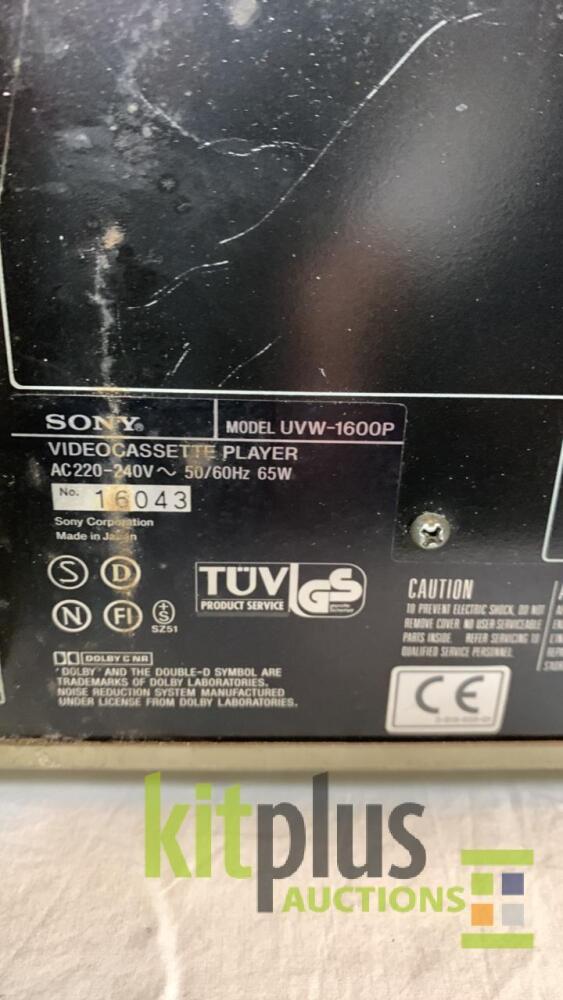 SONY®
MODEL UVW-1600P
VIDEOCASSETTE PLAYER
AC 220-240V~ 50/60Hz 65W
No. 16043
Sony Corporation
Made in Japan
S D
N FI S
SZ51
TÜV
PRODUCT SERVICE
GS
DOLBY C NR
'DOLBY' AND THE DOUBLE-D SYMBOL ARE
TRADEMARKS OF DOLBY LABORATORIES.
NOISE REDUCTION SYSTEM MANUFACTURED
UNDER LICENSE FROM DOLBY LABORATORIES.
CAUTION
TO PREVENT ELECTRIC SHOCK, DO NOT
REMOVE COVER. NO USER SERVICEABLE
PARTS INSIDE. REFER SERVICING TO
QUALIFIED SERVICE PERSONNEL.
CE
kitplus
AUCTIONS